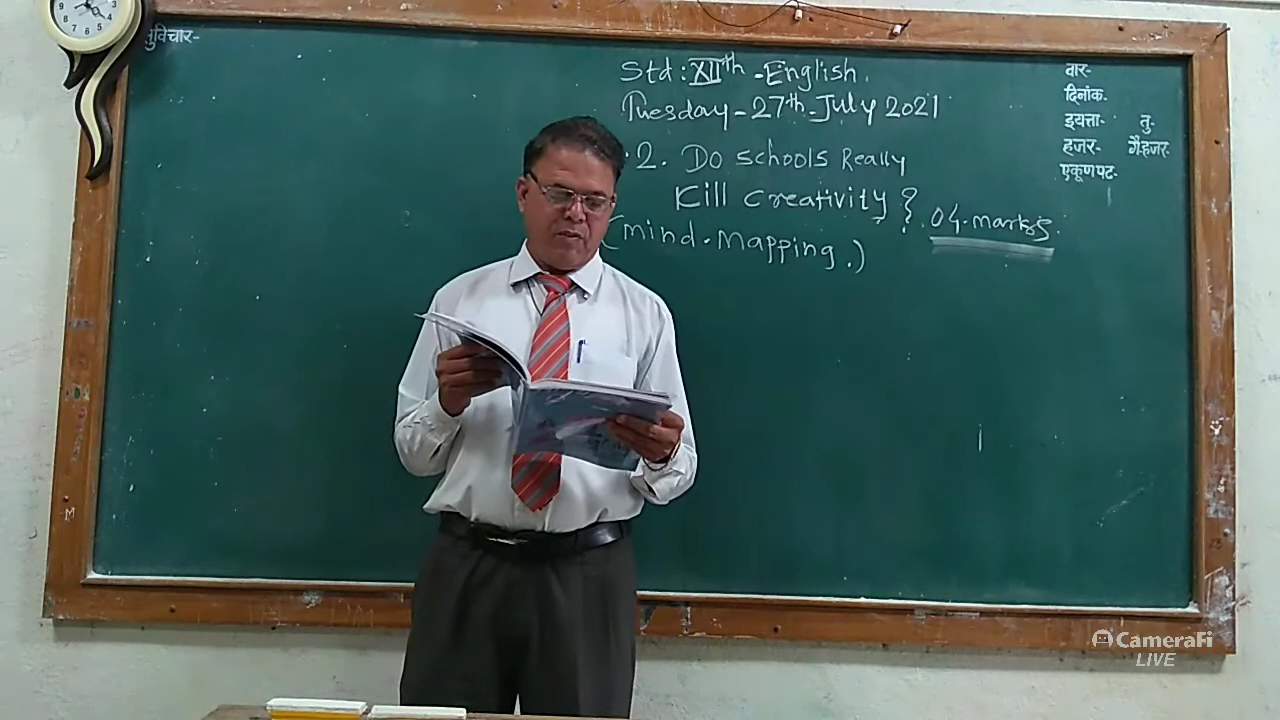 सुविचार-
Std: XIIth - English.
Tuesday - 27th July 2021
.2. Do schools Really
Kill creativity ? 04. marks.
(mind. mapping.)
वार-
दिनांक.
इयत्ता- तु-
हजर- गैरहजर-
एकूण पट-
CameraFi
LIVE